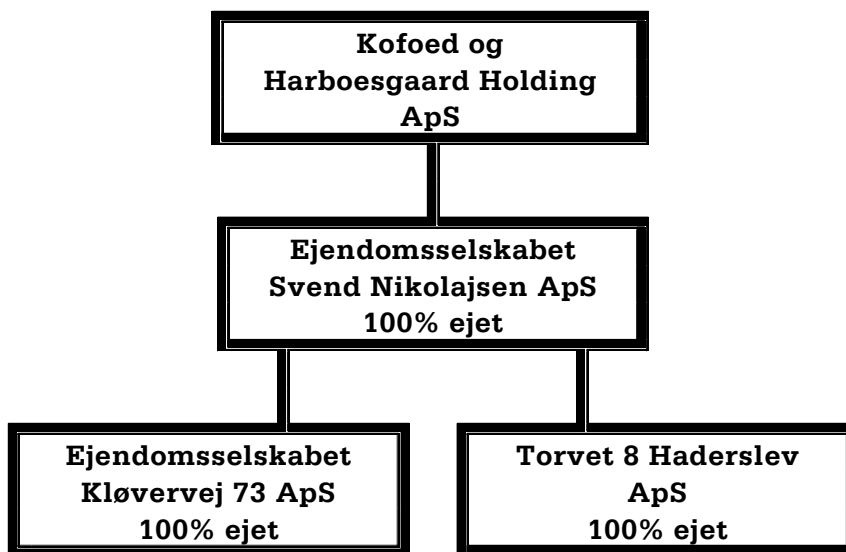 Kofoed og
Harboesgaard Holding
ApS
Ejendomsselskabet
Svend Nikolajsen ApS
100% ejet
Ejendomsselskabet
Kløvervej 73 ApS
100% ejet
Torvet 8 Haderslev
ApS
100% ejet